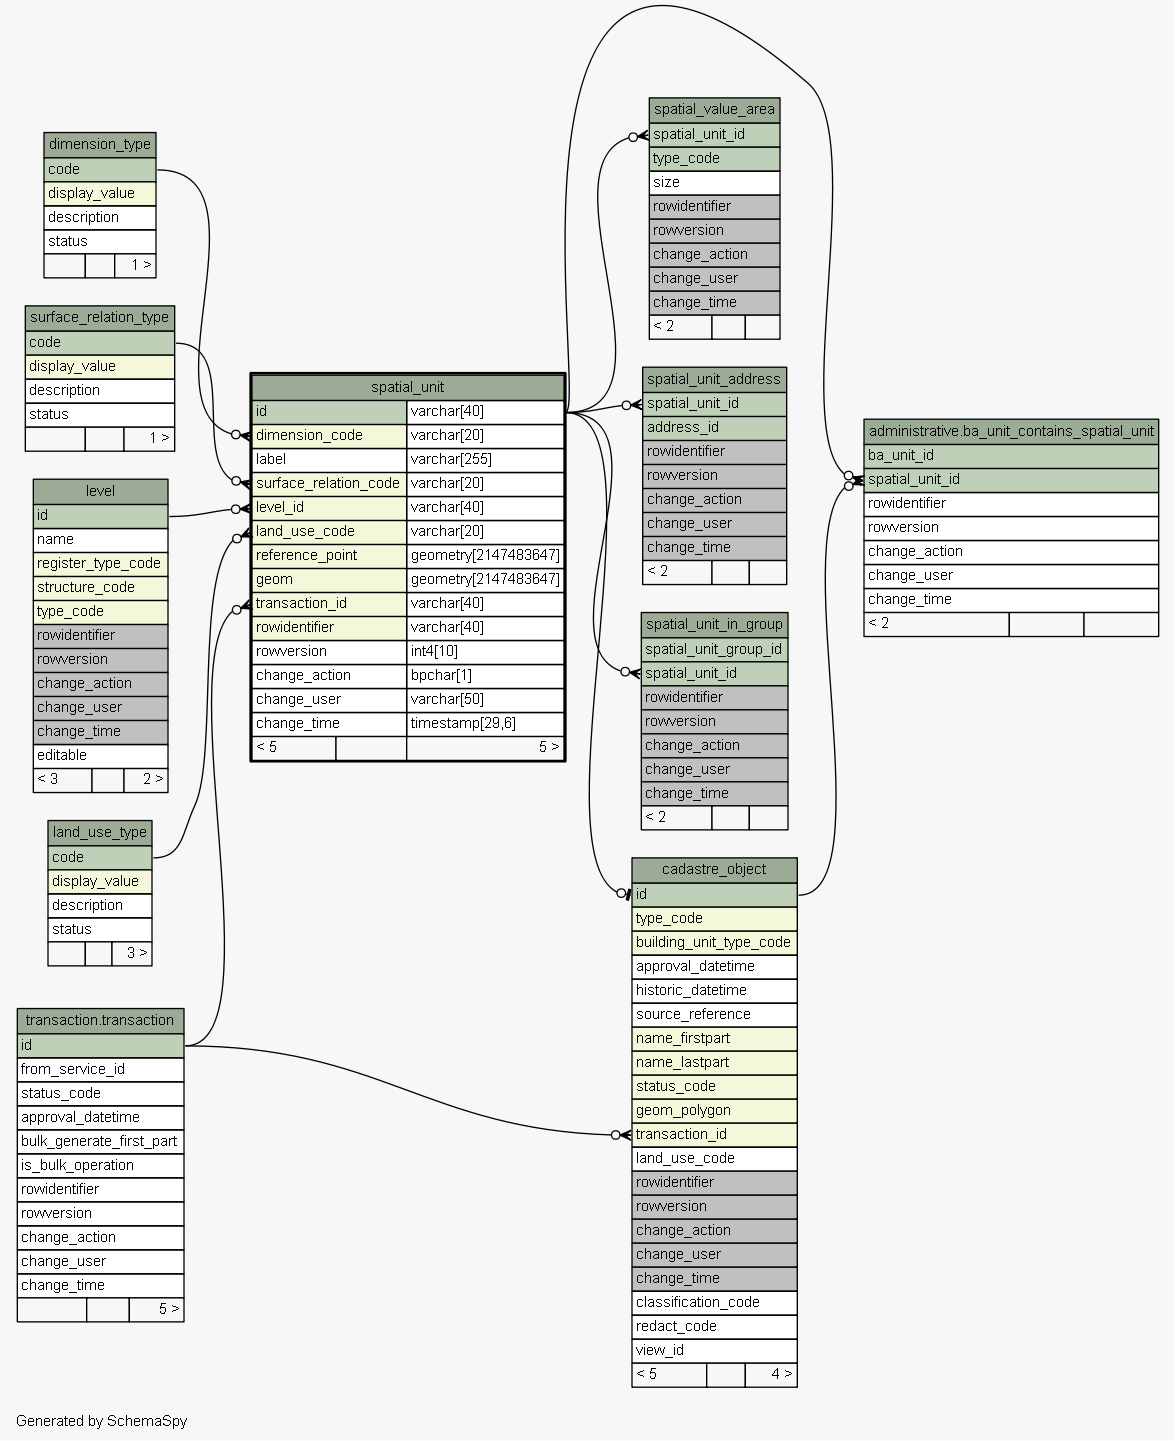 dimension_type
code
display_value
description
status
1 >
surface_relation_type
code
display_value
description
status
1 >
level
id
name
register_type_code
structure_code
type_code
rowidentifier
rowversion
change_action
change_user
change_time
editable
< 3 2 >
land_use_type
code
display_value
description
status
3 >
transaction.transaction
id
from_service_id
status_code
approval_datetime
bulk_generate_first_part
is_bulk_operation
rowidentifier
rowversion
change_action
change_user
change_time
5 >
spatial_unit
id varchar[40]
dimension_code varchar[20]
label varchar[255]
surface_relation_code varchar[20]
level_id varchar[40]
land_use_code varchar[20]
reference_point geometry[2147483647]
geom geometry[2147483647]
transaction_id varchar[40]
rowidentifier varchar[40]
rowversion int4[10]
change_action bpchar[1]
change_user varchar[50]
change_time timestamp[29,6]
< 5 5 >
spatial_value_area
spatial_unit_id
type_code
size
rowidentifier
rowversion
change_action
change_user
change_time
< 2
spatial_unit_address
spatial_unit_id
address_id
rowidentifier
rowversion
change_action
change_user
change_time
< 2
spatial_unit_in_group
spatial_unit_group_id
spatial_unit_id
rowidentifier
rowversion
change_action
change_user
change_time
< 2
cadastre_object
id
type_code
building_unit_type_code
approval_datetime
historic_datetime
source_reference
name_firstpart
name_lastpart
status_code
geom_polygon
transaction_id
land_use_code
rowidentifier
rowversion
change_action
change_user
change_time
classification_code
redact_code
view_id
< 5 4 >
administrative.ba_unit_contains_spatial_unit
ba_unit_id
spatial_unit_id
rowidentifier
rowversion
change_action
change_user
change_time
< 2
Generated by SchemaSpy